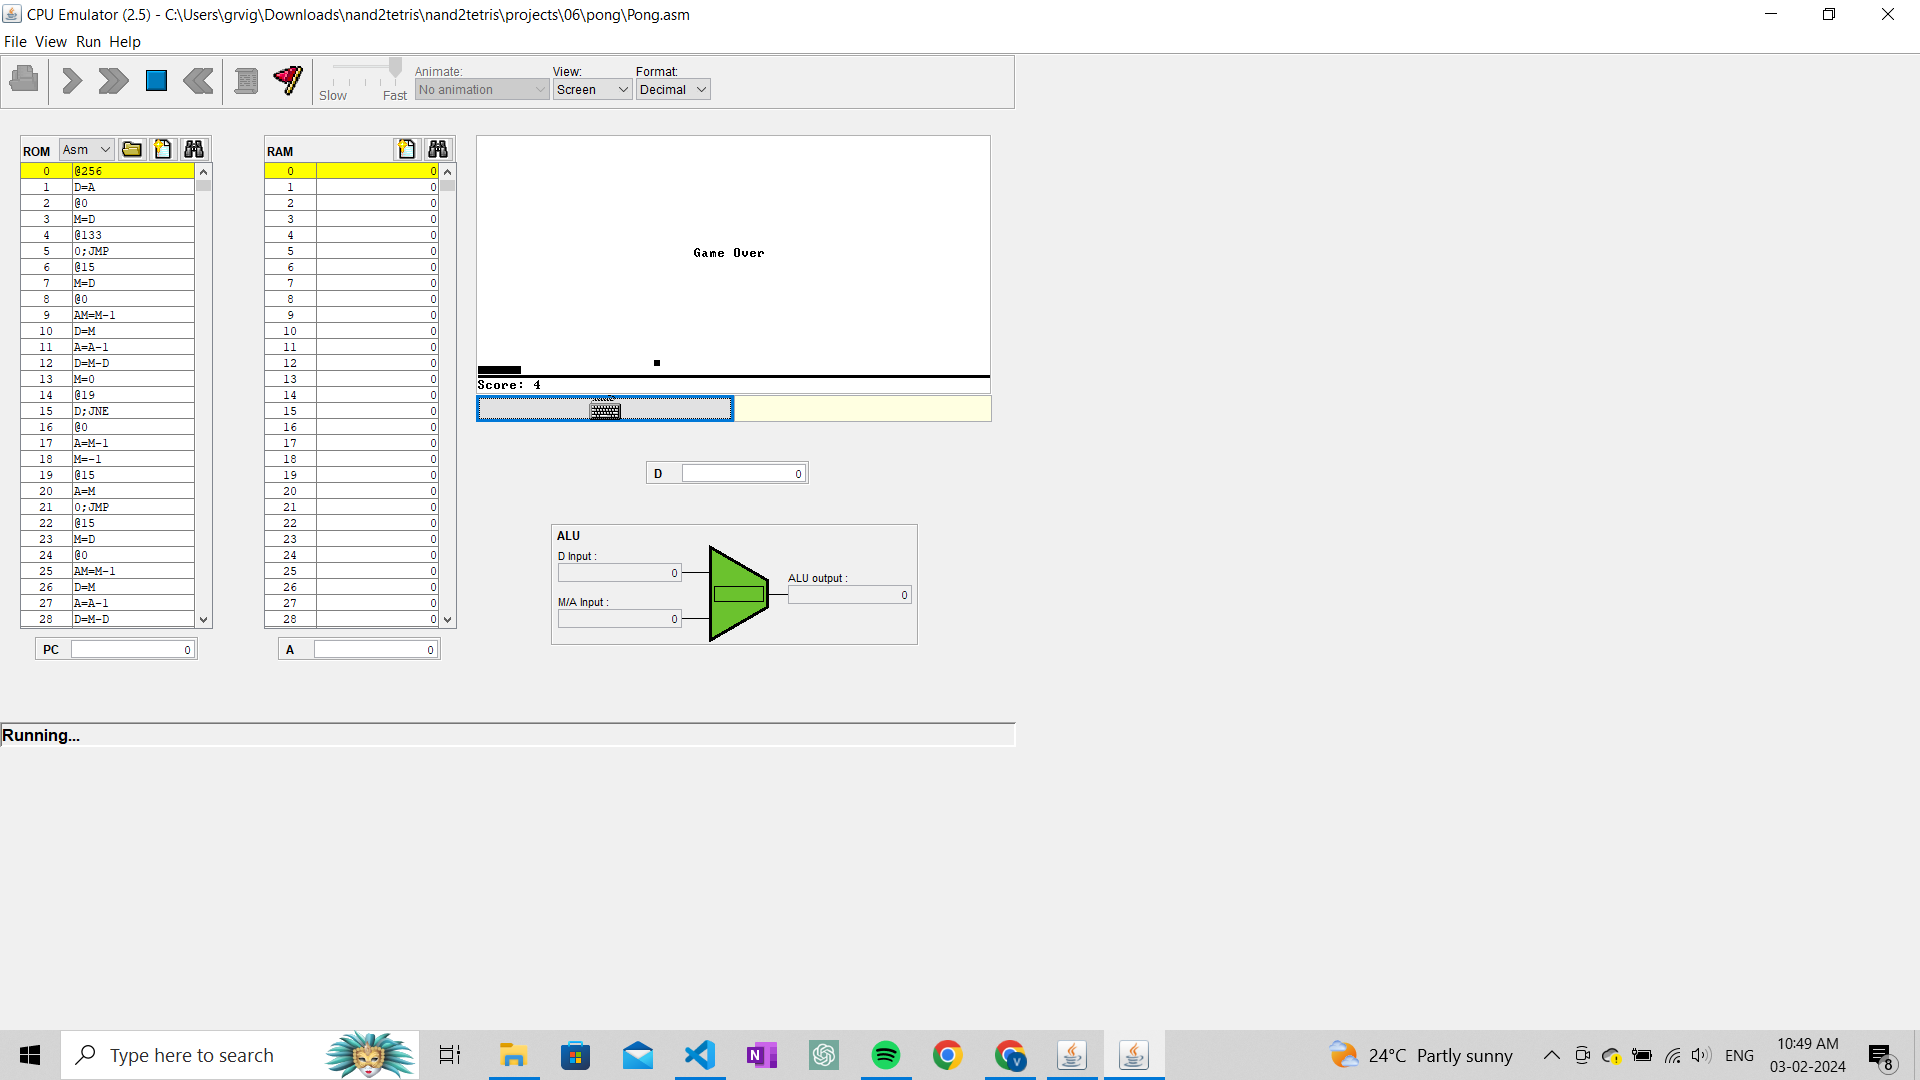 CPU Emulator (2.5) - C:\Users\grvig\Downloads\nand2tetris\nand2tetris\projects\06\pong\Pong.asm
File View Run Help
Slow Fast
Animate:
No animation
View:
Screen
Format:
Decimal
ROM Asm
0 @256
1 D=A
2 @0
3 M=D
4 @133
5 0;JMP
6 @15
7 M=D
8 @0
9 AM=M-1
10 D=M
11 A=A-1
12 D=M-D
13 M=0
14 @19
15 D;JNE
16 @0
17 A=M-1
18 M=-1
19 @15
20 A=M
21 0;JMP
22 @15
23 M=D
24 @0
25 AM=M-1
26 D=M
27 A=A-1
28 D=M-D
PC 0
RAM
0 0
1 0
2 0
3 0
4 0
5 0
6 0
7 0
8 0
9 0
10 0
11 0
12 0
13 0
14 0
15 0
16 0
17 0
18 0
19 0
20 0
21 0
22 0
23 0
24 0
25 0
26 0
27 0
28 0
A 0
Game Over
Score: 4
D 0
ALU
D Input :
0
M/A Input :
0
ALU output :
0
Running...
Type here to search
24°C Partly sunny
ENG
10:49 AM
03-02-2024
8